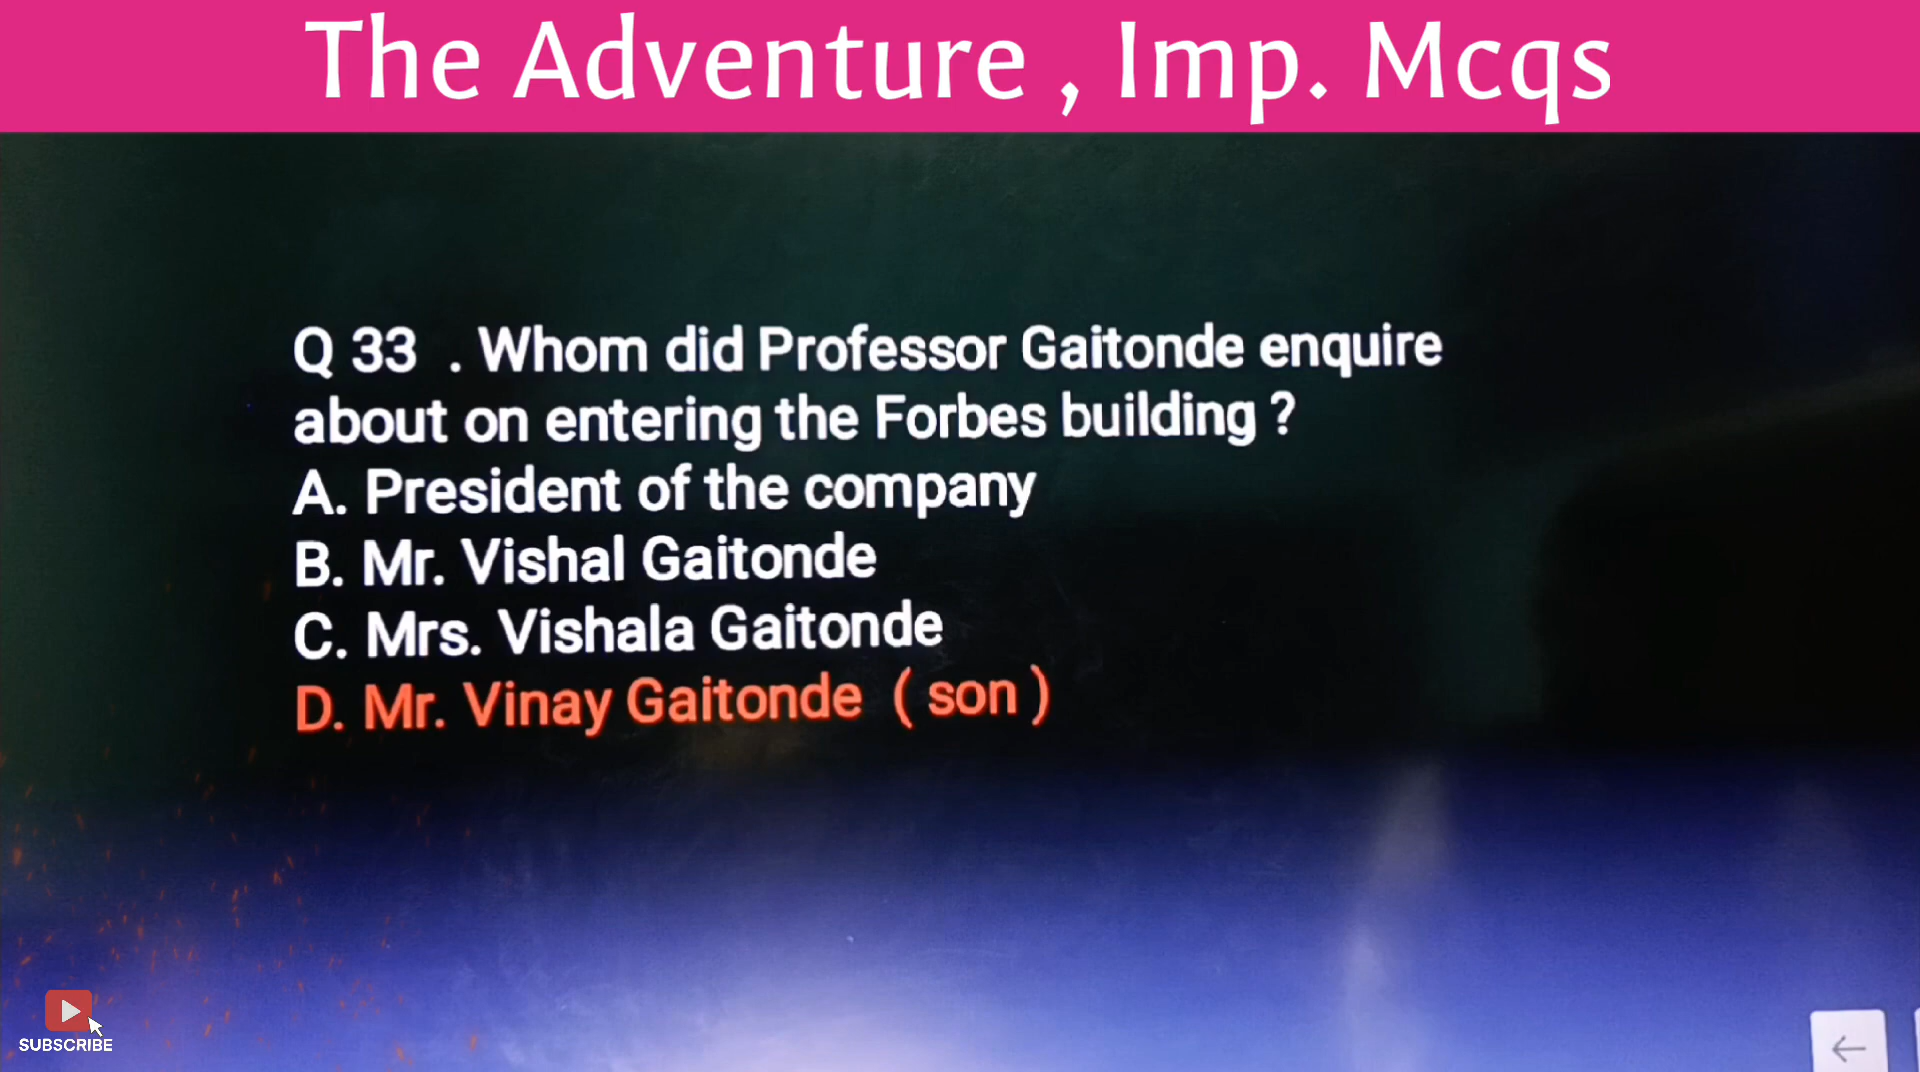 The Adventure , Imp. Mcqs
Q 33 . Whom did Professor Gaitonde enquire
about on entering the Forbes building ?
A. President of the company
B. Mr. Vishal Gaitonde
C. Mrs. Vishala Gaitonde
D. Mr. Vinay Gaitonde ( son )
SUBSCRIBE